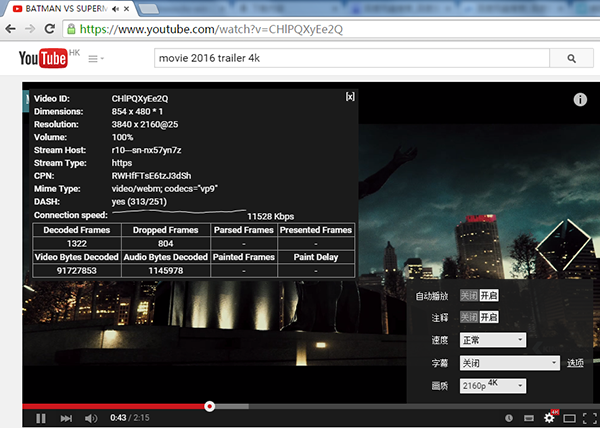 BATMAN VS SUPERM
https://www.youtube.com/watch?v=CHlPQXyEe2Q
YouTube HK
movie 2016 trailer 4k
Video ID: CHlPQXyEe2Q [x]
Dimensions: 854 x 480 * 1
Resolution: 3840 x 2160@25
Volume: 100%
Stream Host: r10---sn-nx57yn7z
Stream Type: https
CPN: RWHfFTsE6tzJ3dSh
Mime Type: video/webm; codecs="vp9"
DASH: yes (313/251)
Connection speed: 11528 Kbps
Decoded Frames Dropped Frames Parsed Frames Presented Frames
1322 804 - -
Video Bytes Decoded Audio Bytes Decoded Painted Frames Paint Delay
91727853 1145978 - -
自动播放 关闭 开启
注释 关闭 开启
速度 正常
字幕 关闭 选项
画质 2160p 4K
0:43 / 2:15